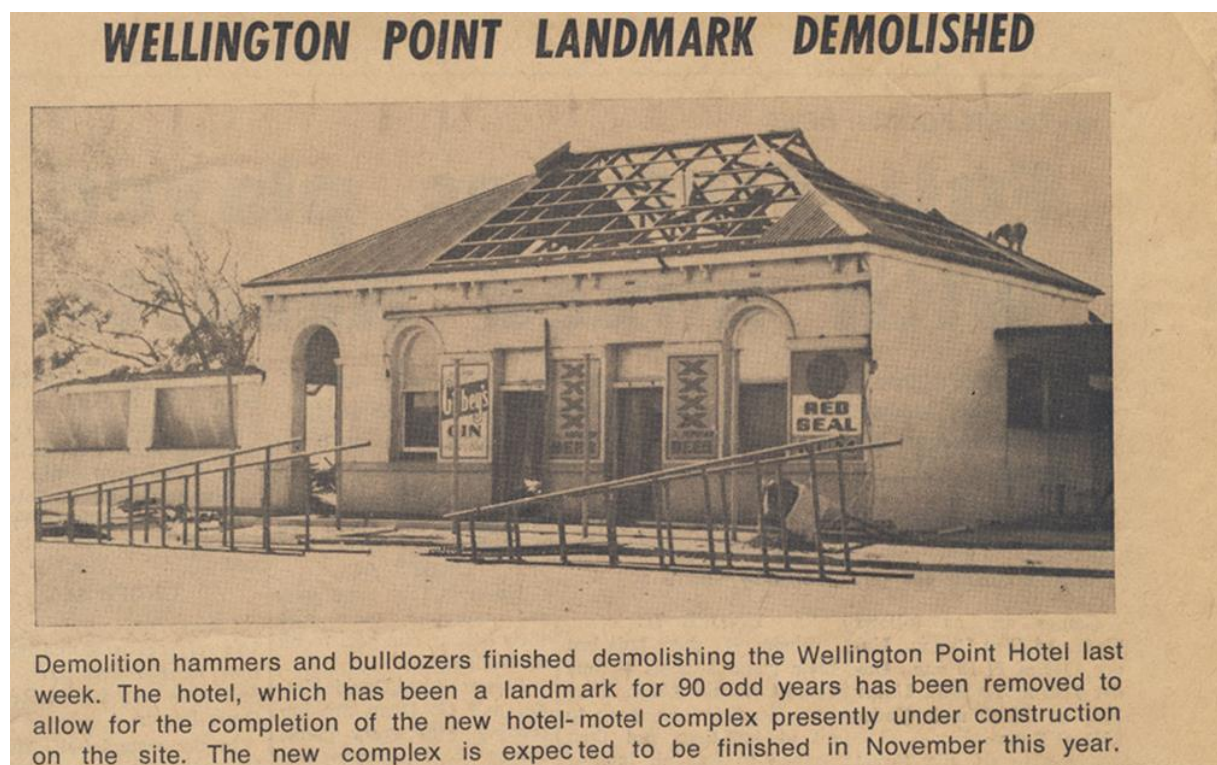 WELLINGTON POINT LANDMARK DEMOLISHED
Gilbey's
GIN
XXXX
BEER
XXXX
BEER
RED
SEAL
Demolition hammers and bulldozers finished demolishing the Wellington Point Hotel last
week. The hotel, which has been a landmark for 90 odd years has been removed to
allow for the completion of the new hotel-motel complex presently under construction
on the site. The new complex is expected to be finished in November this year.